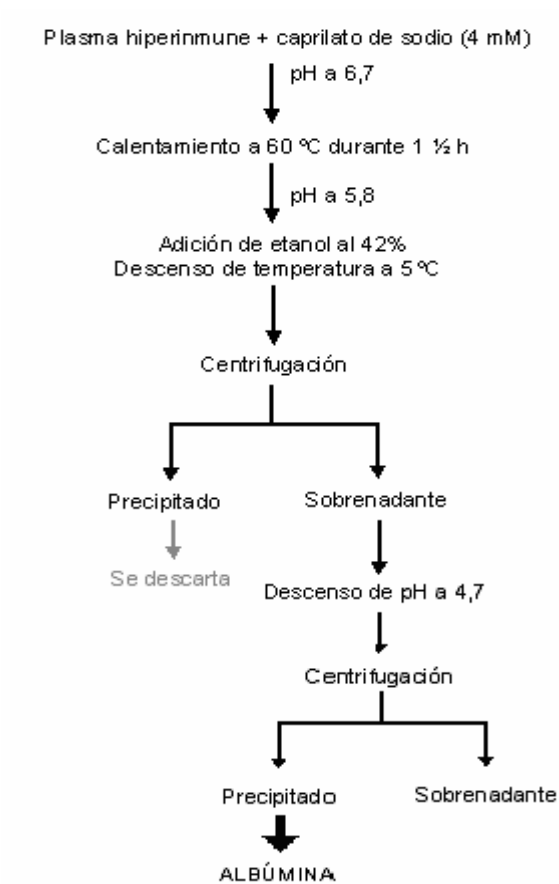 Plasma hiperinmune + caprilato de sodio (4 mM)
pH a 6,7
Calentamiento a 60 ºC durante 1 ½ h
pH a 5,8
Adición de etanol al 42%
Descenso de temperatura a 5 ºC
Centrifugación
Precipitado
Sobrenadante
Se descarta
Descenso de pH a 4,7
Centrifugación
Precipitado
Sobrenadante
ALBÚMINA